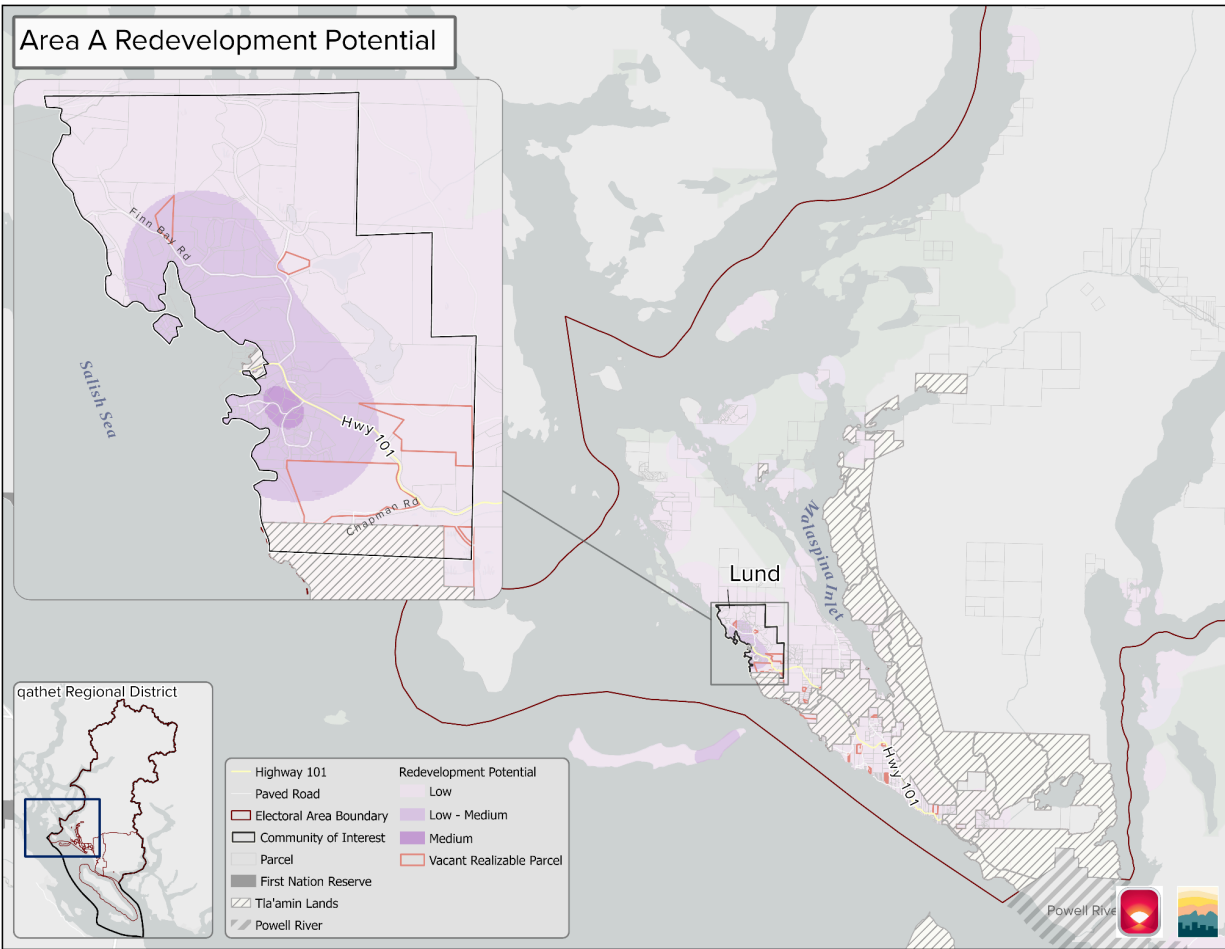 Area A Redevelopment Potential
Finn Bay Rd
Salish Sea
Hwy 101
Chapman Rd
Malaspina Inlet
Lund
Hwy 101
qathet Regional District
Highway 101
Paved Road
Electoral Area Boundary
Community of Interest
Parcel
First Nation Reserve
Tla'amin Lands
Powell River
Redevelopment Potential
Low
Low - Medium
Medium
Vacant Realizable Parcel
Powell Rive